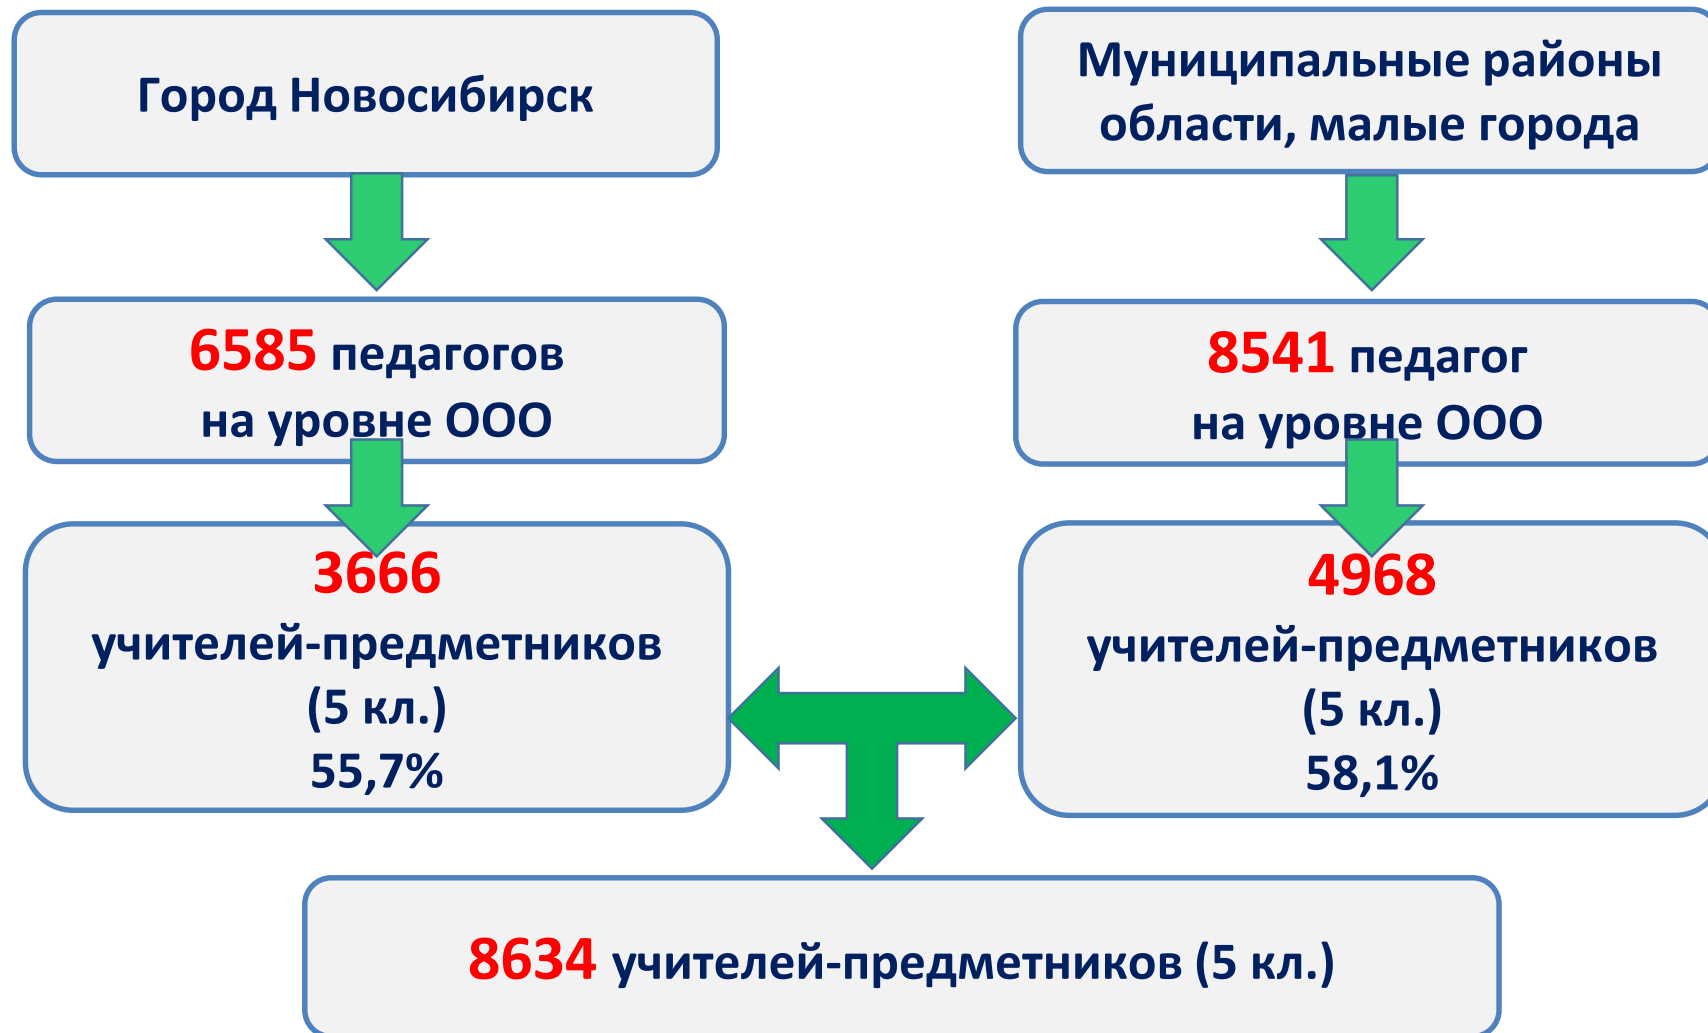 Город Новосибирск
Муниципальные районы
области, малые города
6585 педагогов
на уровне ООО
8541 педагог
на уровне ООО
3666
учителей-предметников
(5 кл.)
55,7%
4968
учителей-предметников
(5 кл.)
58,1%
8634 учителей-предметников (5 кл.)